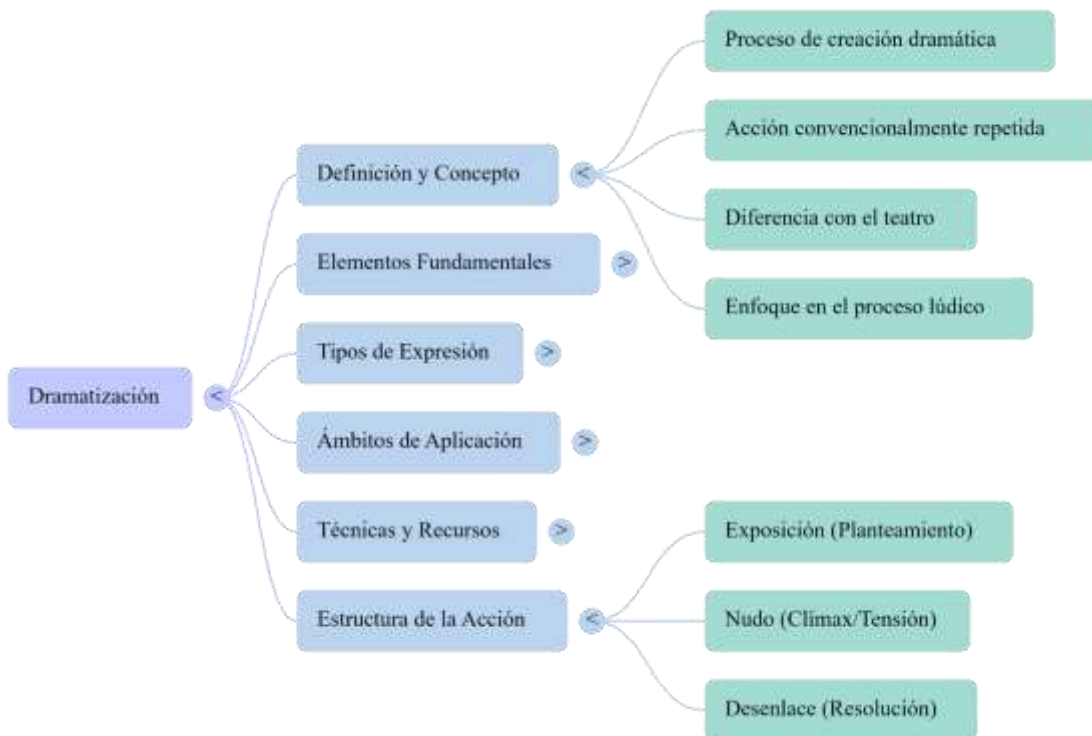 Dramatización
<
Definición y Concepto
<
Proceso de creación dramática
Acción convencionalmente repetida
Diferencia con el teatro
Enfoque en el proceso lúdico
Elementos Fundamentales
>
Tipos de Expresión
>
Ámbitos de Aplicación
>
Técnicas y Recursos
>
Estructura de la Acción
<
Exposición (Planteamiento)
Nudo (Clímax/Tensión)
Desenlace (Resolución)